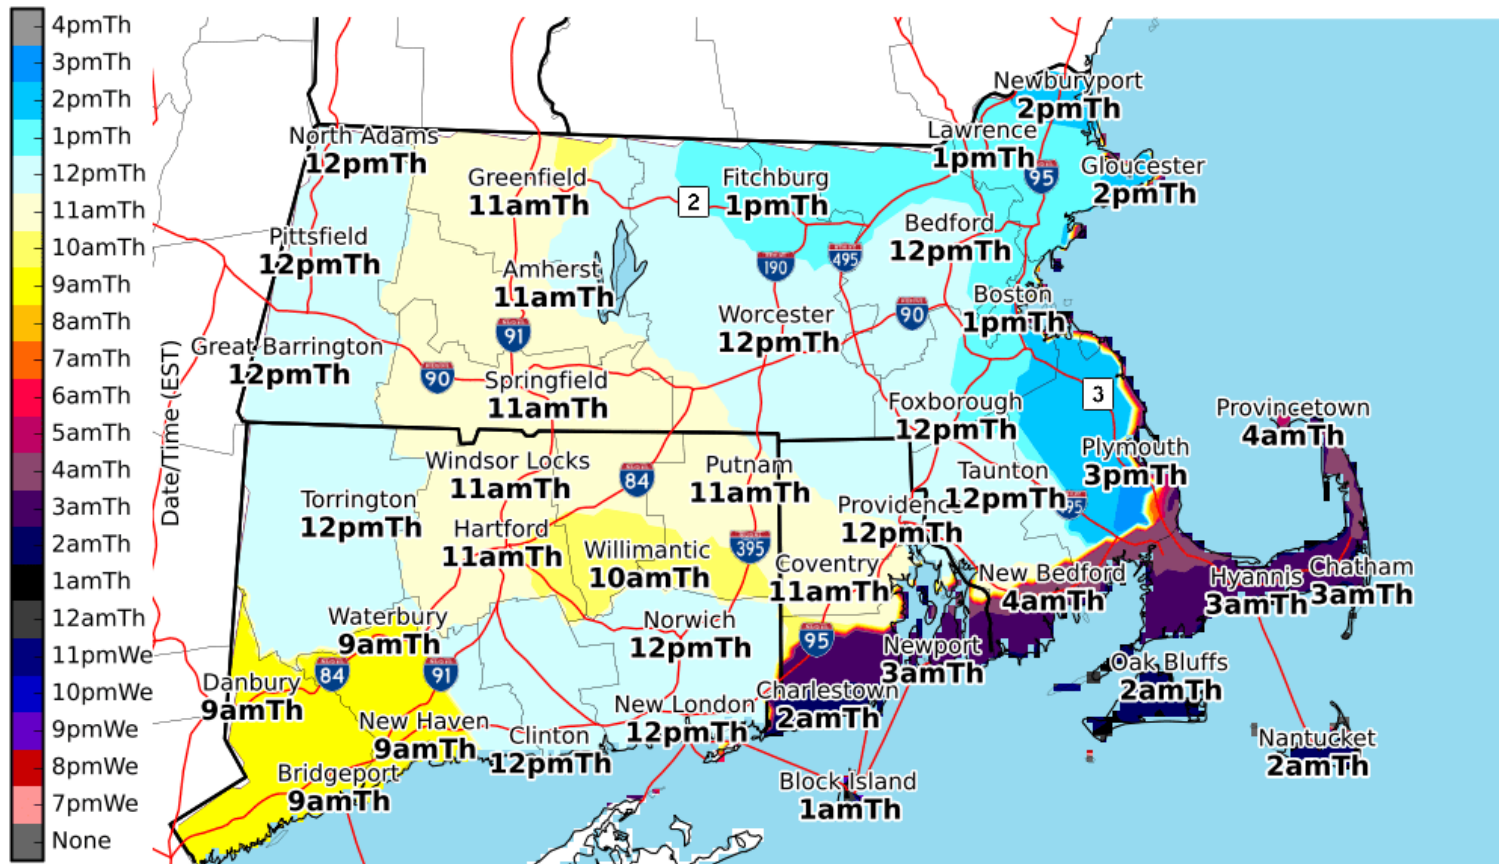 4pmTh
3pmTh
2pmTh
1pmTh
12pmTh
11amTh
10amTh
9amTh
8amTh
7amTh
6amTh
5amTh
4amTh
3amTh
2amTh
1amTh
12amTh
11pmWe
10pmWe
9pmWe
8pmWe
7pmWe
None
Date/Time (EST)
Newburyport
2pmTh
North Adams
12pmTh
Lawrence
1pmTh
95
Gloucester
2pmTh
Greenfield
11amTh
2
Fitchburg
1pmTh
Bedford
12pmTh
Pittsfield
12pmTh
190
495
Amherst
11amTh
Boston
1pmTh
Worcester
12pmTh
90
91
Great Barrington
12pmTh
90
Springfield
11amTh
3
Foxborough
12pmTh
Provincetown
4amTh
Plymouth
3pmTh
Windsor Locks
11amTh
84
Putnam
11amTh
Taunton
12pmTh
95
Torrington
12pmTh
Providence
12pmTh
Hartford
11amTh
Willimantic
10amTh
395
Coventry
11amTh
New Bedford
4amTh
Hyannis
3amTh
Chatham
3amTh
Waterbury
9amTh
Norwich
12pmTh
95
Newport
3amTh
84
91
Danbury
9amTh
Oak Bluffs
2amTh
Charlestown
2amTh
New London
12pmTh
New Haven
9amTh
Clinton
12pmTh
Nantucket
2amTh
Bridgeport
9amTh
Block Island
1amTh